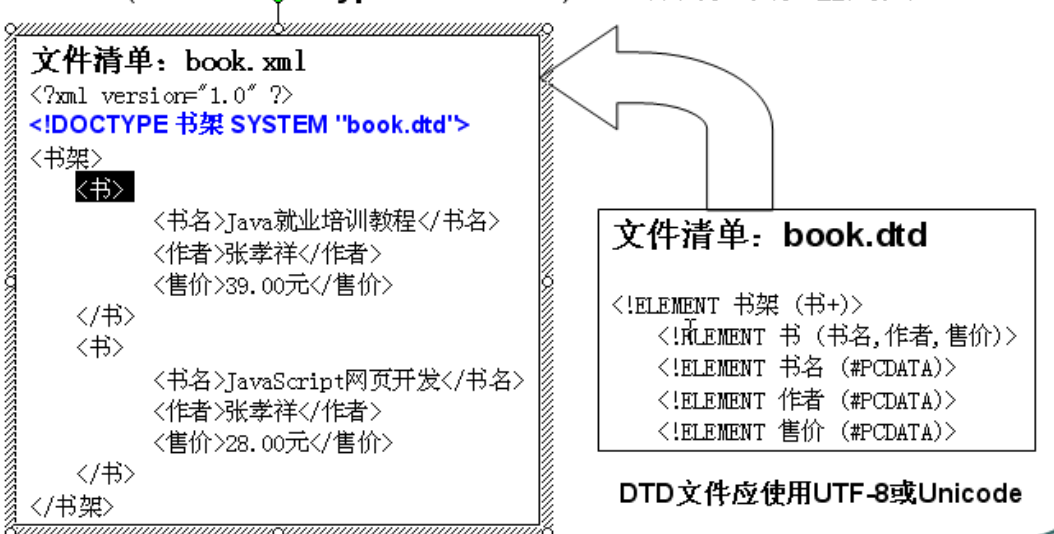 文件清单：book.xml
<?xml version="1.0" ?>
<!DOCTYPE 书架 SYSTEM "book.dtd">
<书架>
<书>
<书名>Java就业培训教程</书名>
<作者>张孝祥</作者>
<售价>39.00元</售价>
</书>
<书>
<书名>JavaScript网页开发</书名>
<作者>张孝祥</作者>
<售价>28.00元</售价>
</书>
</书架>
文件清单：book.dtd
<!ELEMENT 书架 (书+)>
<!ELEMENT 书 (书名,作者,售价)>
<!ELEMENT 书名 (#PCDATA)>
<!ELEMENT 作者 (#PCDATA)>
<!ELEMENT 售价 (#PCDATA)>
DTD文件应使用UTF-8或Unicode